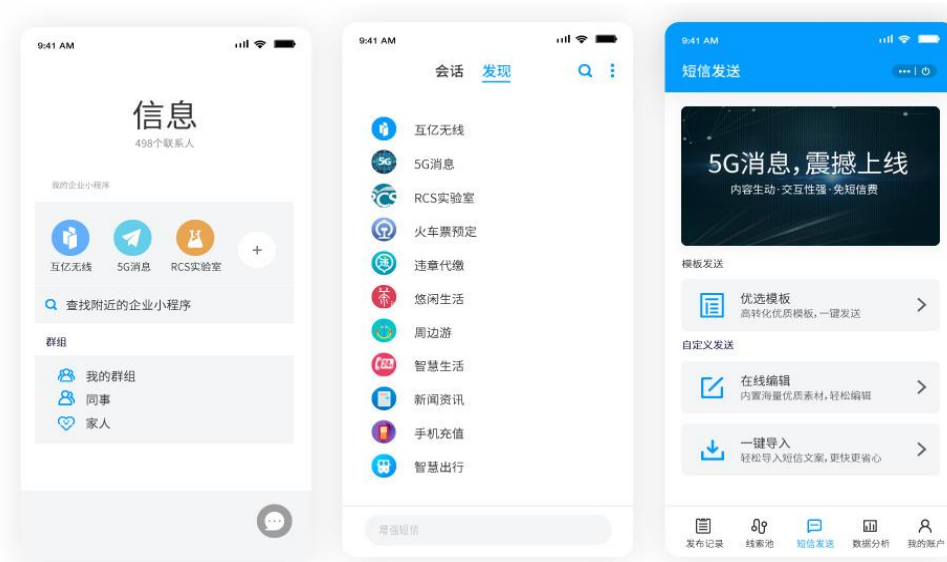 9:41 AM
信息
498个联系人
我的企业小程序
互亿无线
5G消息
RCS实验室
+
查找附近的企业小程序
群组
我的群组
同事
家人
9:41 AM
会话 发现
互亿无线
5G消息
RCS实验室
火车票预定
违章代缴
悠闲生活
周边游
智慧生活
新闻资讯
手机充值
智慧出行
增强短信
9:41 AM
短信发送
5G消息,震撼上线
内容生动·交互性强·免短信费
模板发送
优选模板
高转化优质模板,一键发送
自定义发送
在线编辑
内置海量优质素材,轻松编辑
一键导入
轻松导入短信文案,更快更省心
发布记录 线索池 短信发送 数据分析 我的账户